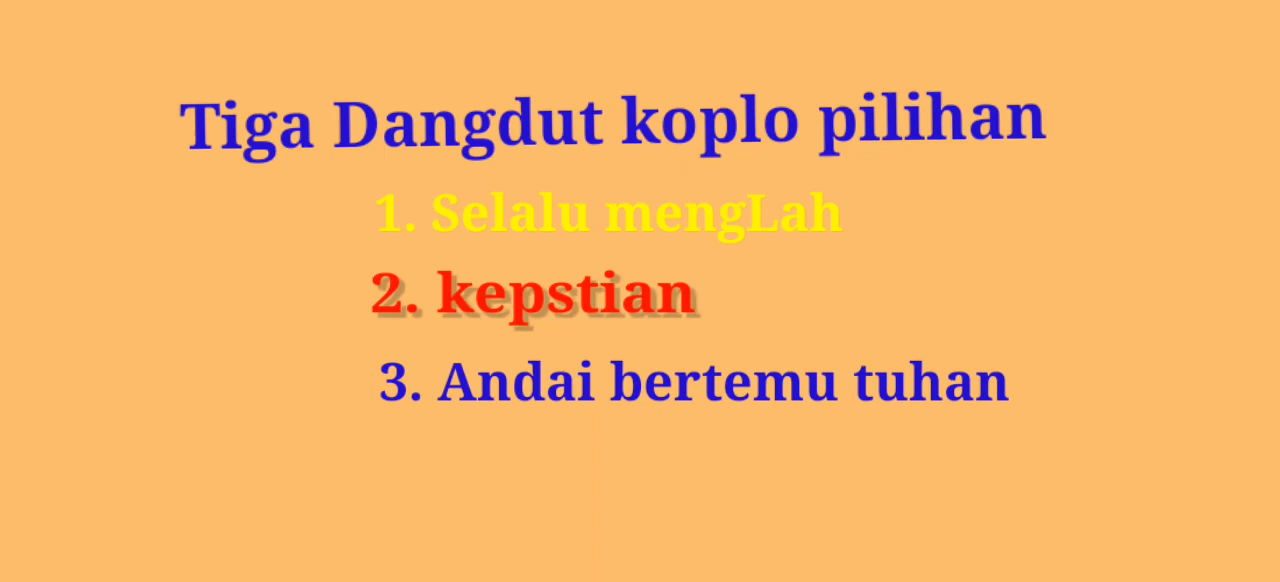 Tiga Dangdut koplo pilihan
1. Selalu mengLah
2. kepstian
3. Andai bertemu tuhan